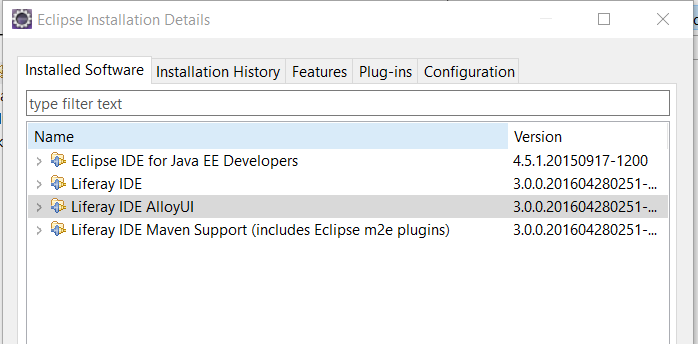 Eclipse Installation Details
Installed Software Installation History Features Plug-ins Configuration
type filter text
Name Version
Eclipse IDE for Java EE Developers 4.5.1.20150917-1200
Liferay IDE 3.0.0.201604280251-...
Liferay IDE AlloyUI 3.0.0.201604280251-...
Liferay IDE Maven Support (includes Eclipse m2e plugins) 3.0.0.201604280251-...